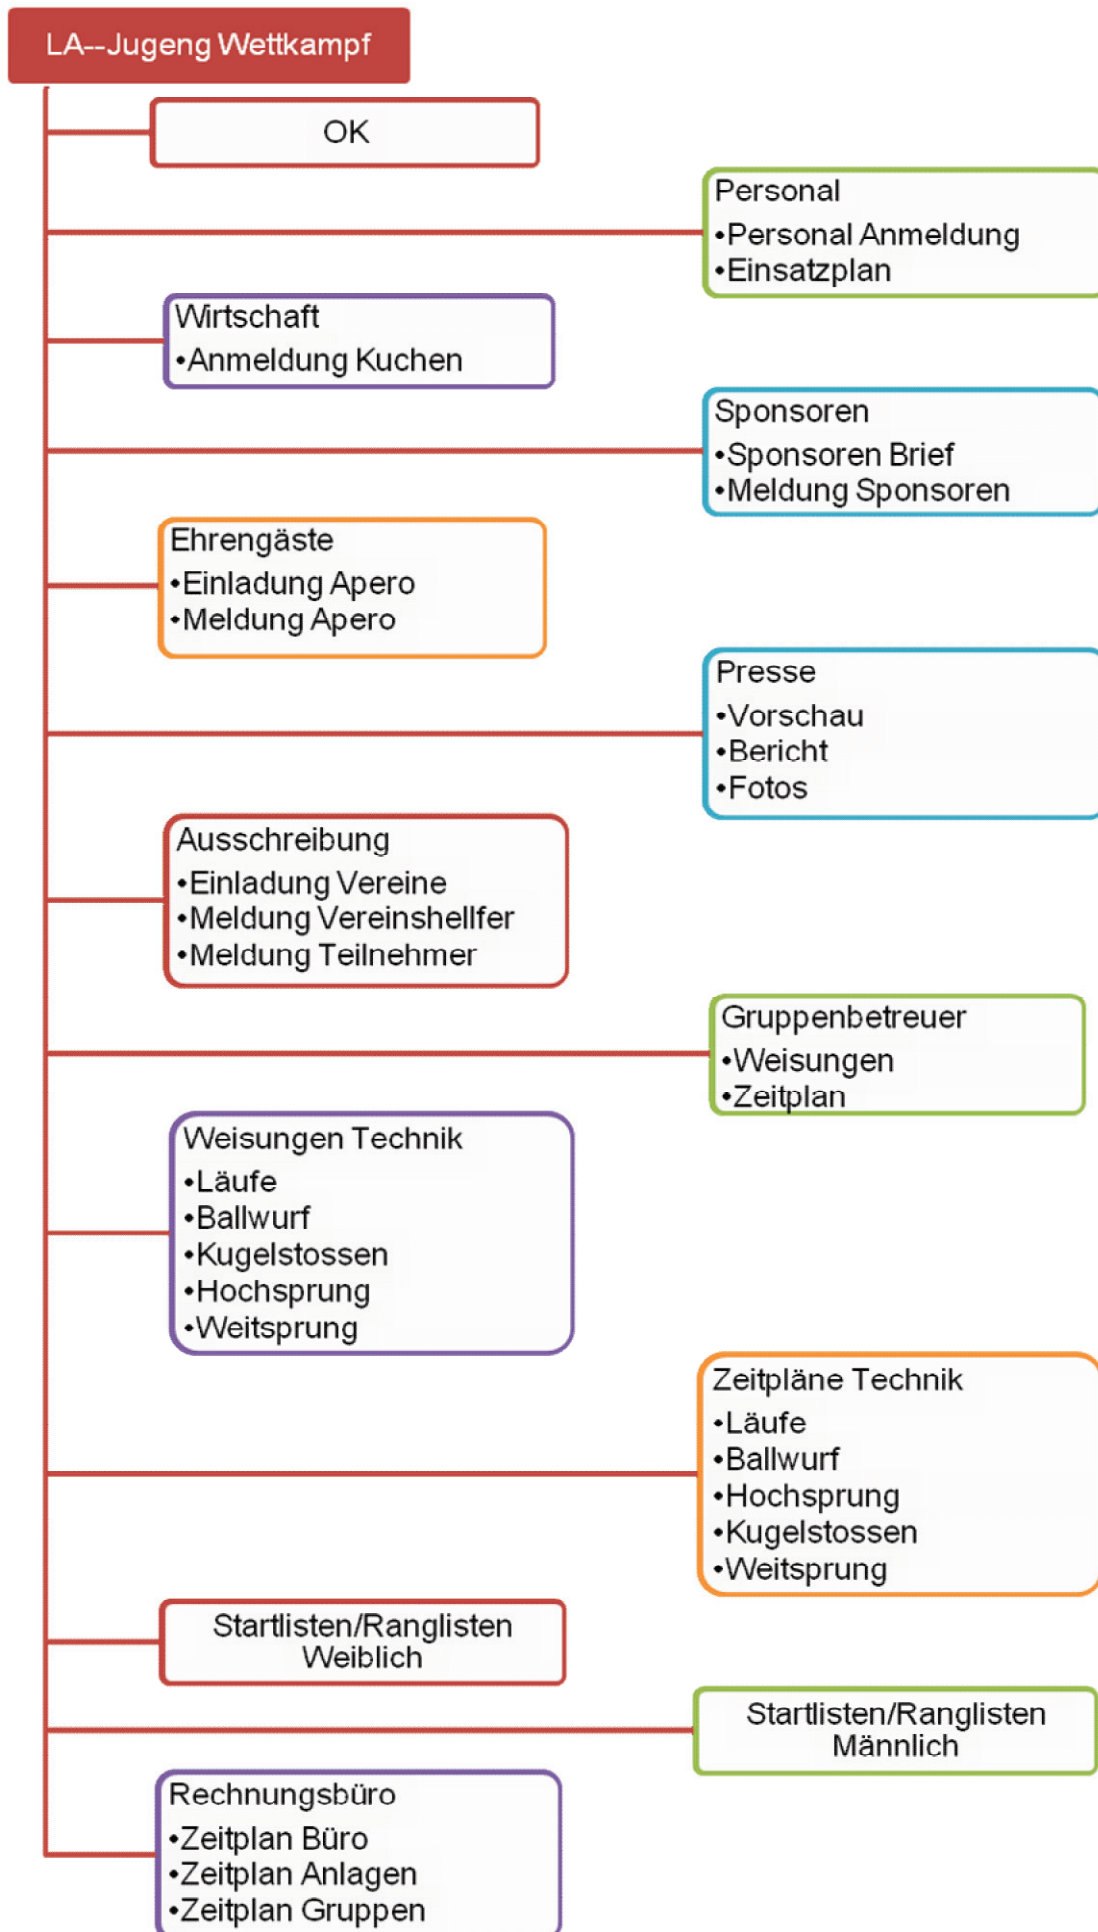 LA--Jugeng Wettkampf
OK
Personal
•Personal Anmeldung
•Einsatzplan
Wirtschaft
•Anmeldung Kuchen
Sponsoren
•Sponsoren Brief
•Meldung Sponsoren
Ehrengäste
•Einladung Apero
•Meldung Apero
Presse
•Vorschau
•Bericht
•Fotos
Ausschreibung
•Einladung Vereine
•Meldung Vereinshellfer
•Meldung Teilnehmer
Gruppenbetreuer
•Weisungen
•Zeitplan
Weisungen Technik
•Läufe
•Ballwurf
•Kugelstossen
•Hochsprung
•Weitsprung
Zeitpläne Technik
•Läufe
•Ballwurf
•Hochsprung
•Kugelstossen
•Weitsprung
Startlisten/Ranglisten
Weiblich
Startlisten/Ranglisten
Männlich
Rechnungsbüro
•Zeitplan Büro
•Zeitplan Anlagen
•Zeitplan Gruppen